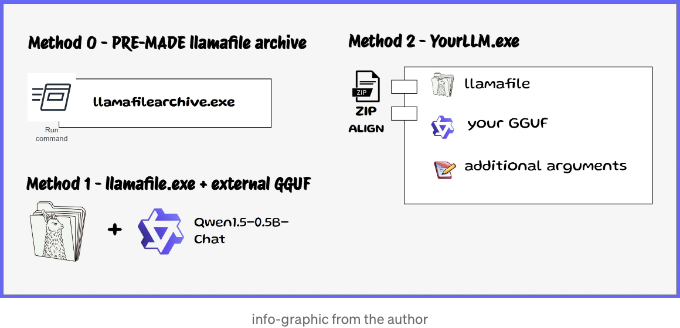 Method 0 - PRE-MADE llamafile archive
llamafilearchive.exe
Run
command
Method 1 - llamafile.exe + external GGUF
+
Qwen1.5-0.5B-
Chat
Method 2 - YourLLM.exe
ZIP
ZIP
ALIGN
llamafile
your GGUF
additional arguments
info-graphic from the author